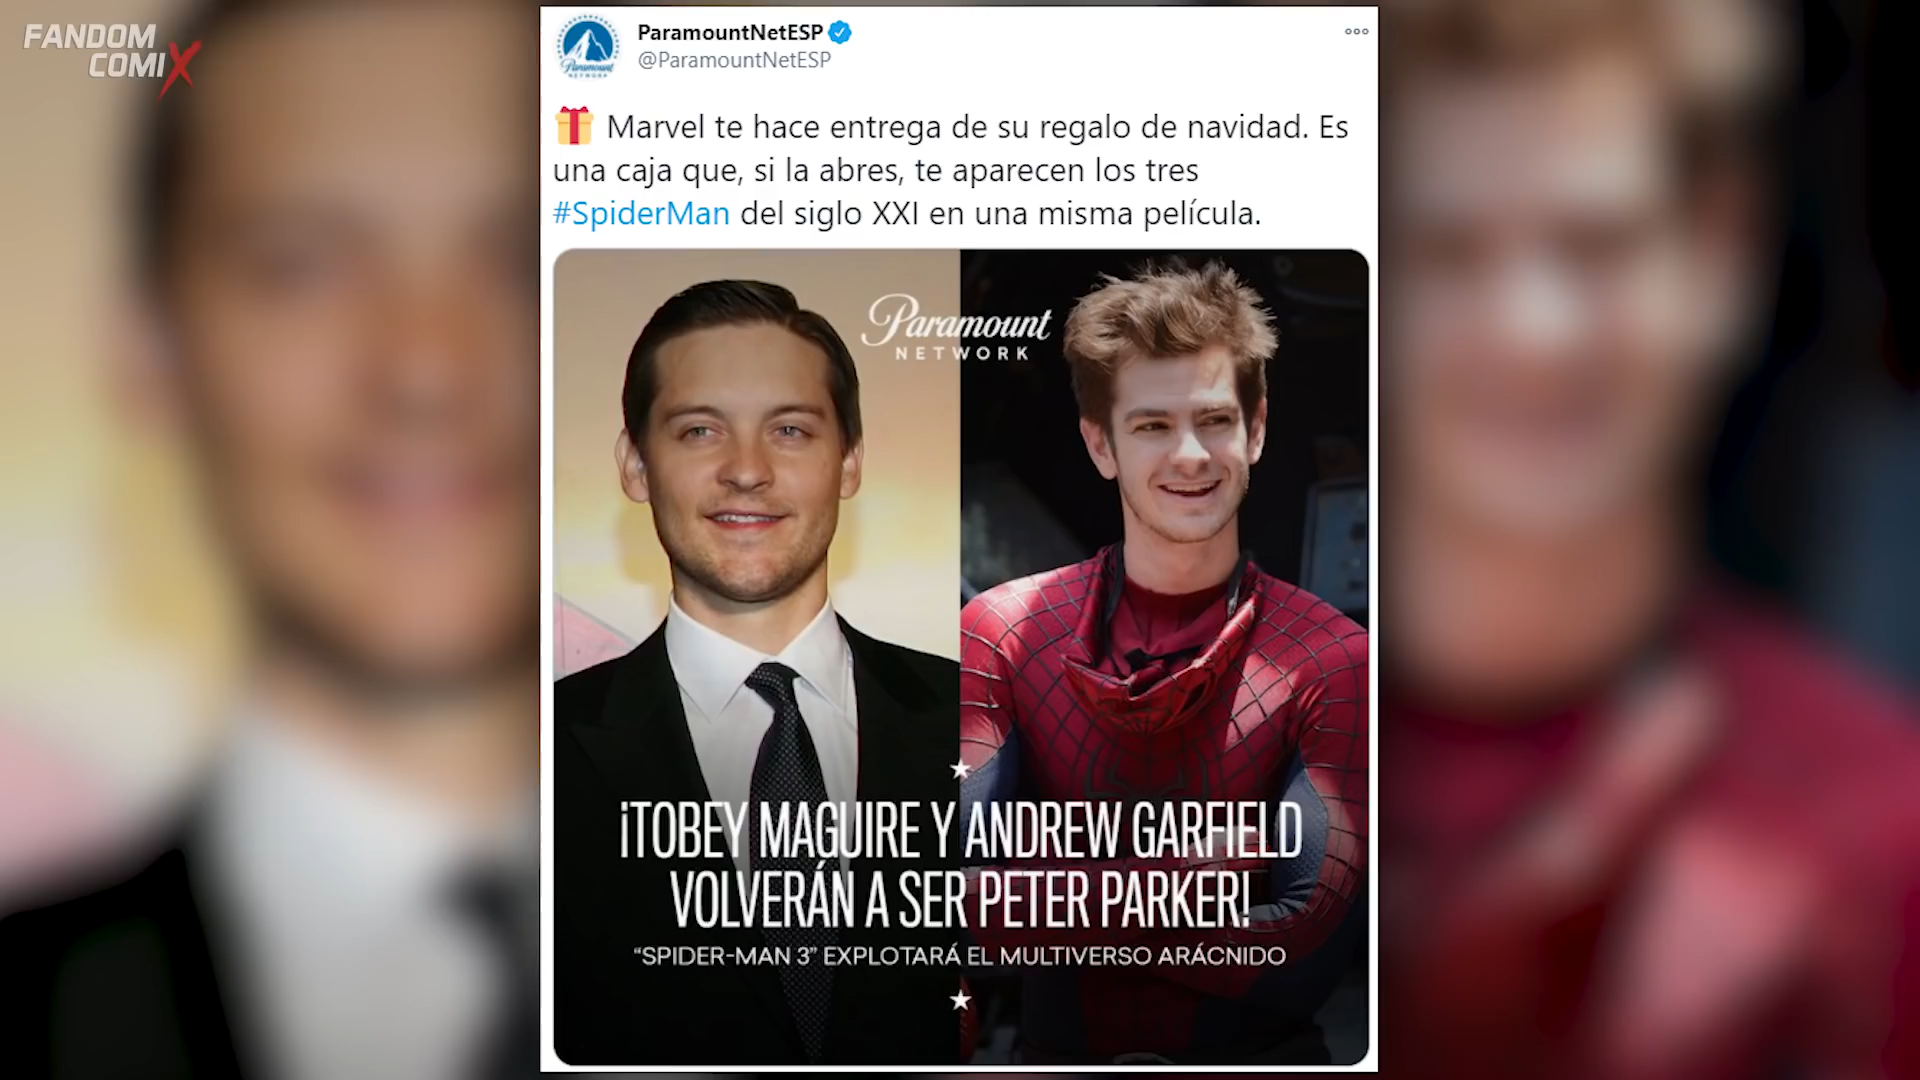 FANDOM
COMIX
ParamountNetESP
@ParamountNetESP
Marvel te hace entrega de su regalo de navidad. Es
una caja que, si la abres, te aparecen los tres
#SpiderMan del siglo XXI en una misma película.
Paramount
NETWORK
¡TOBEY MAGUIRE Y ANDREW GARFIELD
VOLVERÁN A SER PETER PARKER!
“SPIDER-MAN 3” EXPLOTARÁ EL MULTIVERSO ARÁCNIDO